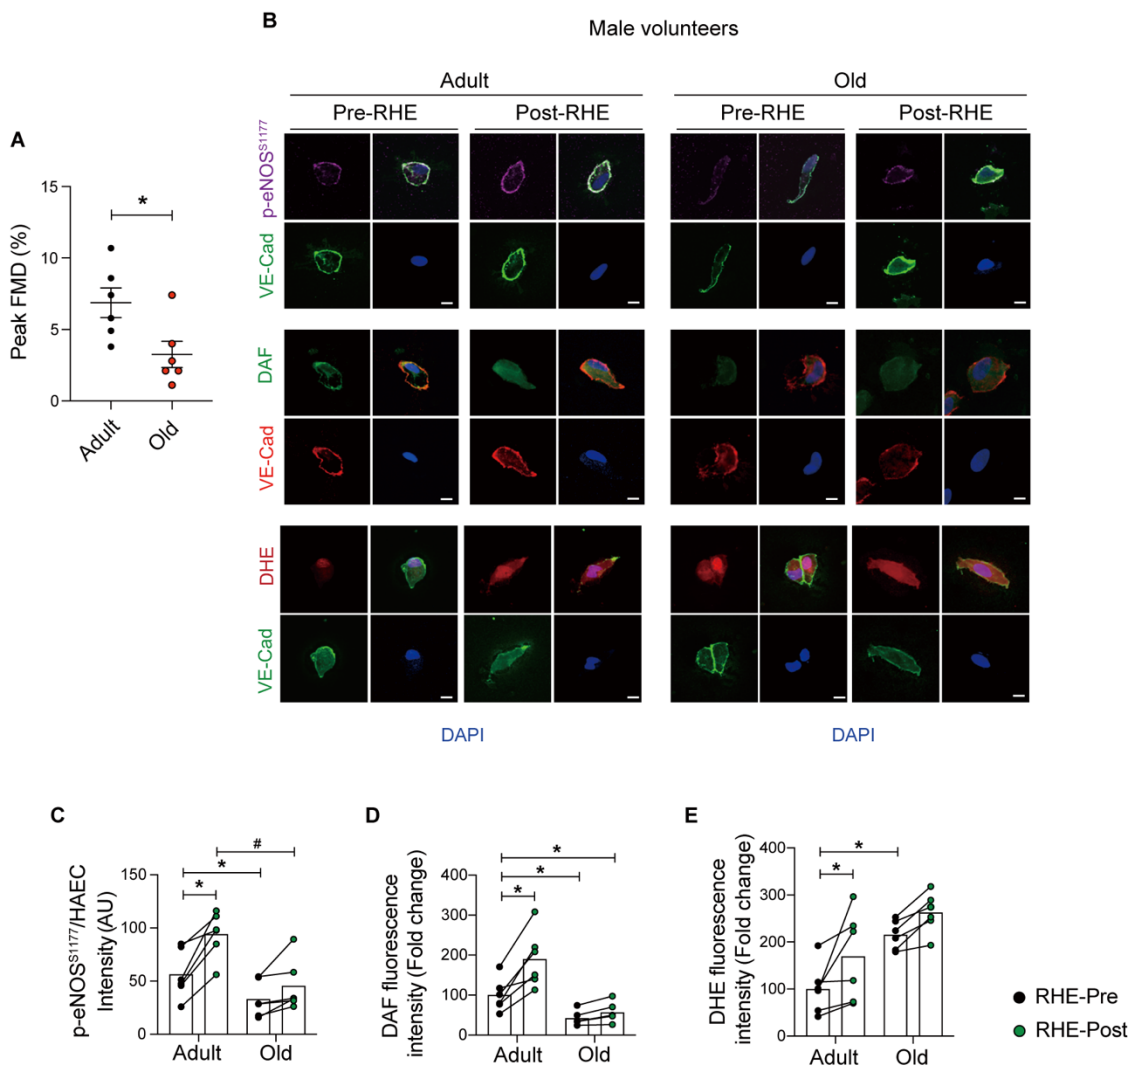 B
Male volunteers
Adult
Old
Pre-RHE
Post-RHE
Pre-RHE
Post-RHE
p-eNOS^S1177
VE-Cad
DAF
VE-Cad
DHE
VE-Cad
DAPI
DAPI
A
Peak FMD (%)
15
10
5
0
*
Adult
Old
C
p-eNOS^S1177/HAEC
Intensity (AU)
150
100
50
0
#
*
*
Adult
Old
D
DAF fluorescence
intensity (Fold change)
400
300
200
100
0
*
*
*
Adult
Old
E
DHE fluorescence
intensity (Fold change)
400
300
200
100
0
*
*
Adult
Old
RHE-Pre
RHE-Post